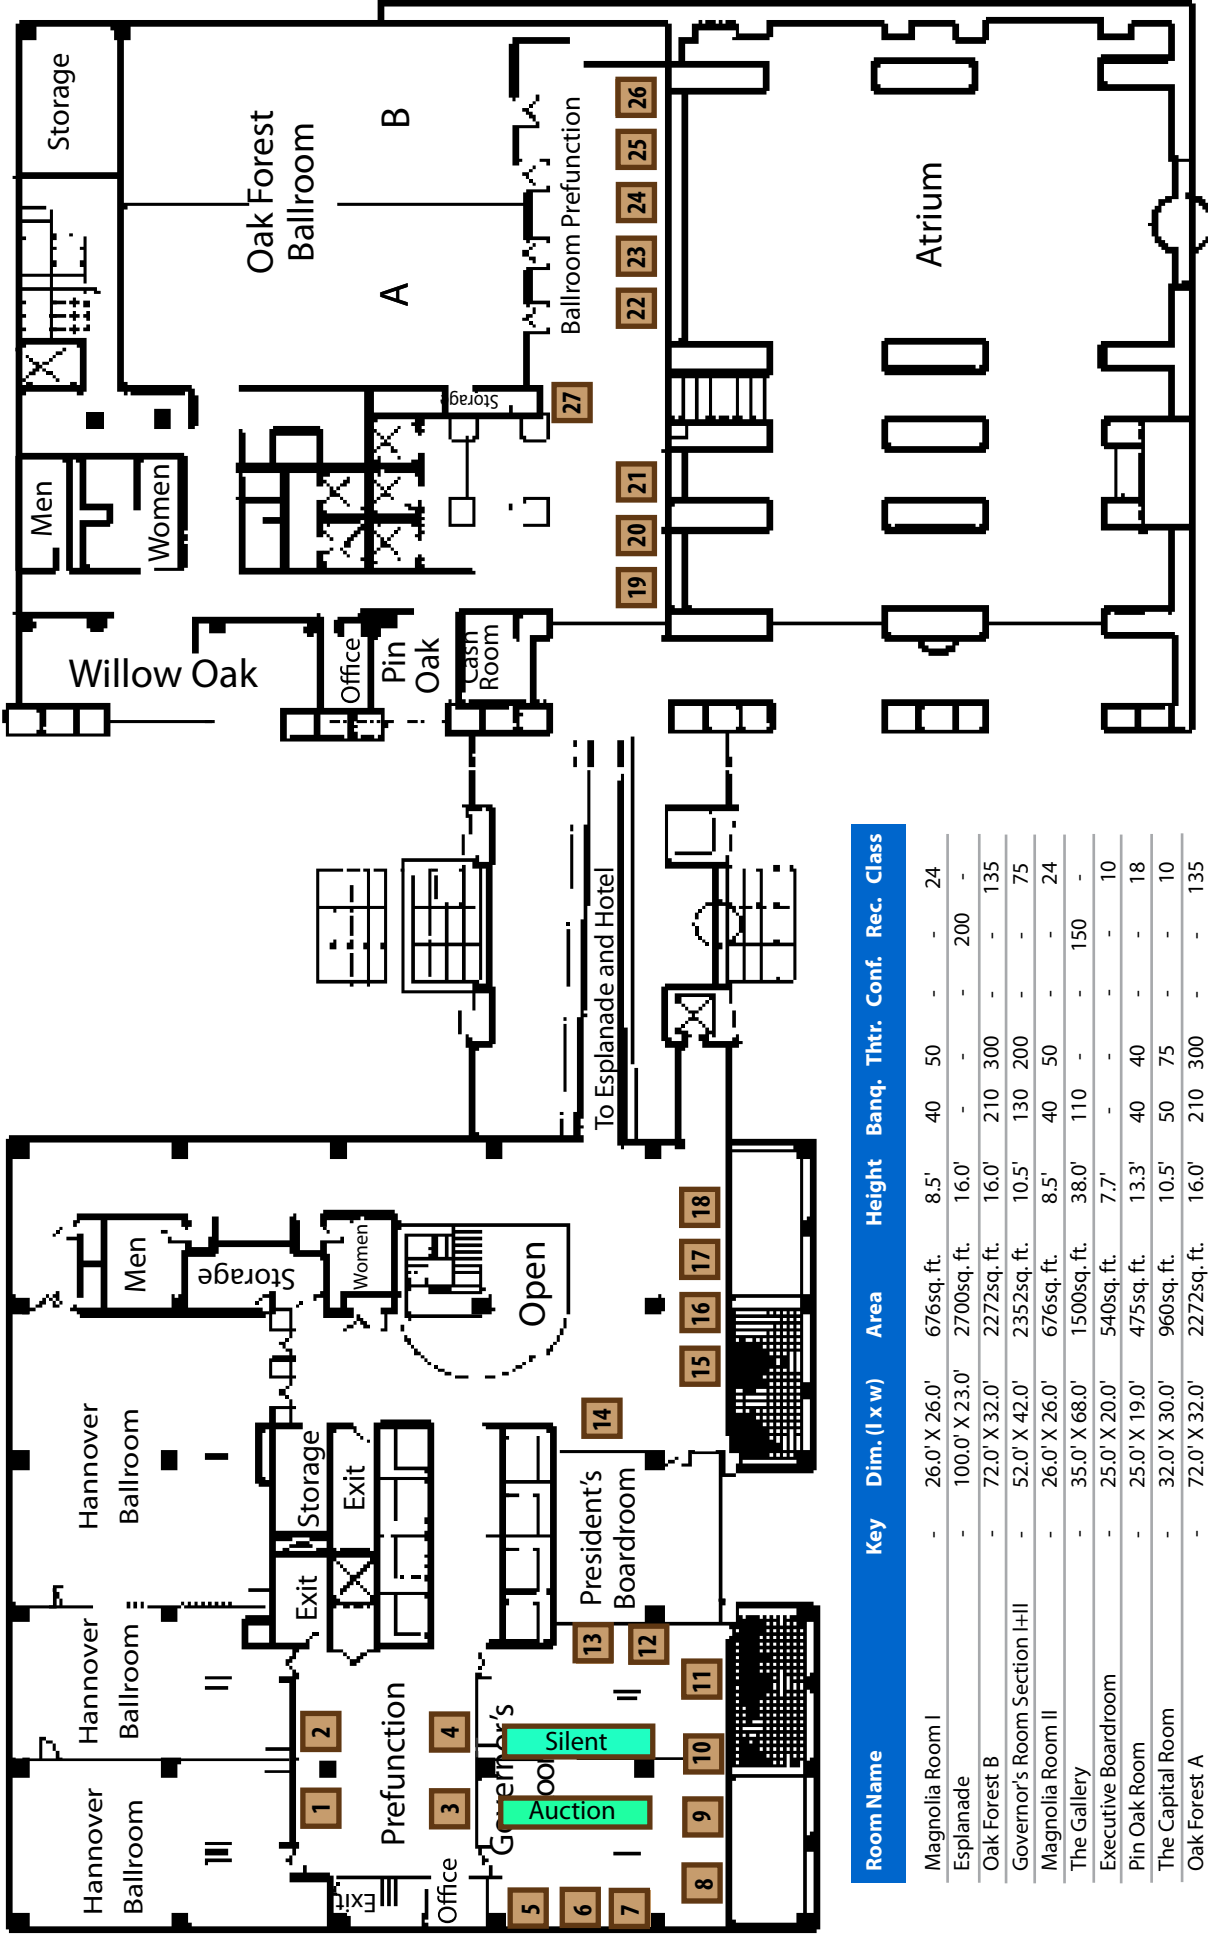 Hannover
Ballroom
III
Hannover
Ballroom
II
Hannover
Ballroom
I
Men
Storage
Women
Storage
Exit
Exit
Open
Prefunction
1
2
3
4
Exit
Office
Governor's
Room
Silent
Auction
I
II
5
6
7
8
9
10
11
12
13
President's
Boardroom
14
15
16
17
18
To Esplanade and Hotel
Willow Oak
Office
Pin
Oak
Cash
Room
Men
Women
Storage
Storage
Oak Forest
Ballroom
A
B
Ballroom Prefunction
19
20
21
22
23
24
25
26
27
Atrium
Room Name Key Dim. (l x w) Area Height Banq. Thtr. Conf. Rec. Class
Magnolia Room I - 26.0' X 26.0' 676sq. ft. 8.5' 40 50 - - 24
Esplanade - 100.0' X 23.0' 2700sq. ft. 16.0' - - - 200 -
Oak Forest B - 72.0' X 32.0' 2272sq. ft. 16.0' 210 300 - - 135
Governor's Room Section I+II - 52.0' X 42.0' 2352sq. ft. 10.5' 130 200 - - 75
Magnolia Room II - 26.0' X 26.0' 676sq. ft. 8.5' 40 50 - - 24
The Gallery - 35.0' X 68.0' 1500sq. ft. 38.0' 110 - - 150 -
Executive Boardroom - 25.0' X 20.0' 540sq. ft. 7.7' - - - - 10
Pin Oak Room - 25.0' X 19.0' 475sq. ft. 13.3' 40 40 - - 18
The Capital Room - 32.0' X 30.0' 960sq. ft. 10.5' 50 75 - - 10
Oak Forest A - 72.0' X 32.0' 2272sq. ft. 16.0' 210 300 - - 135